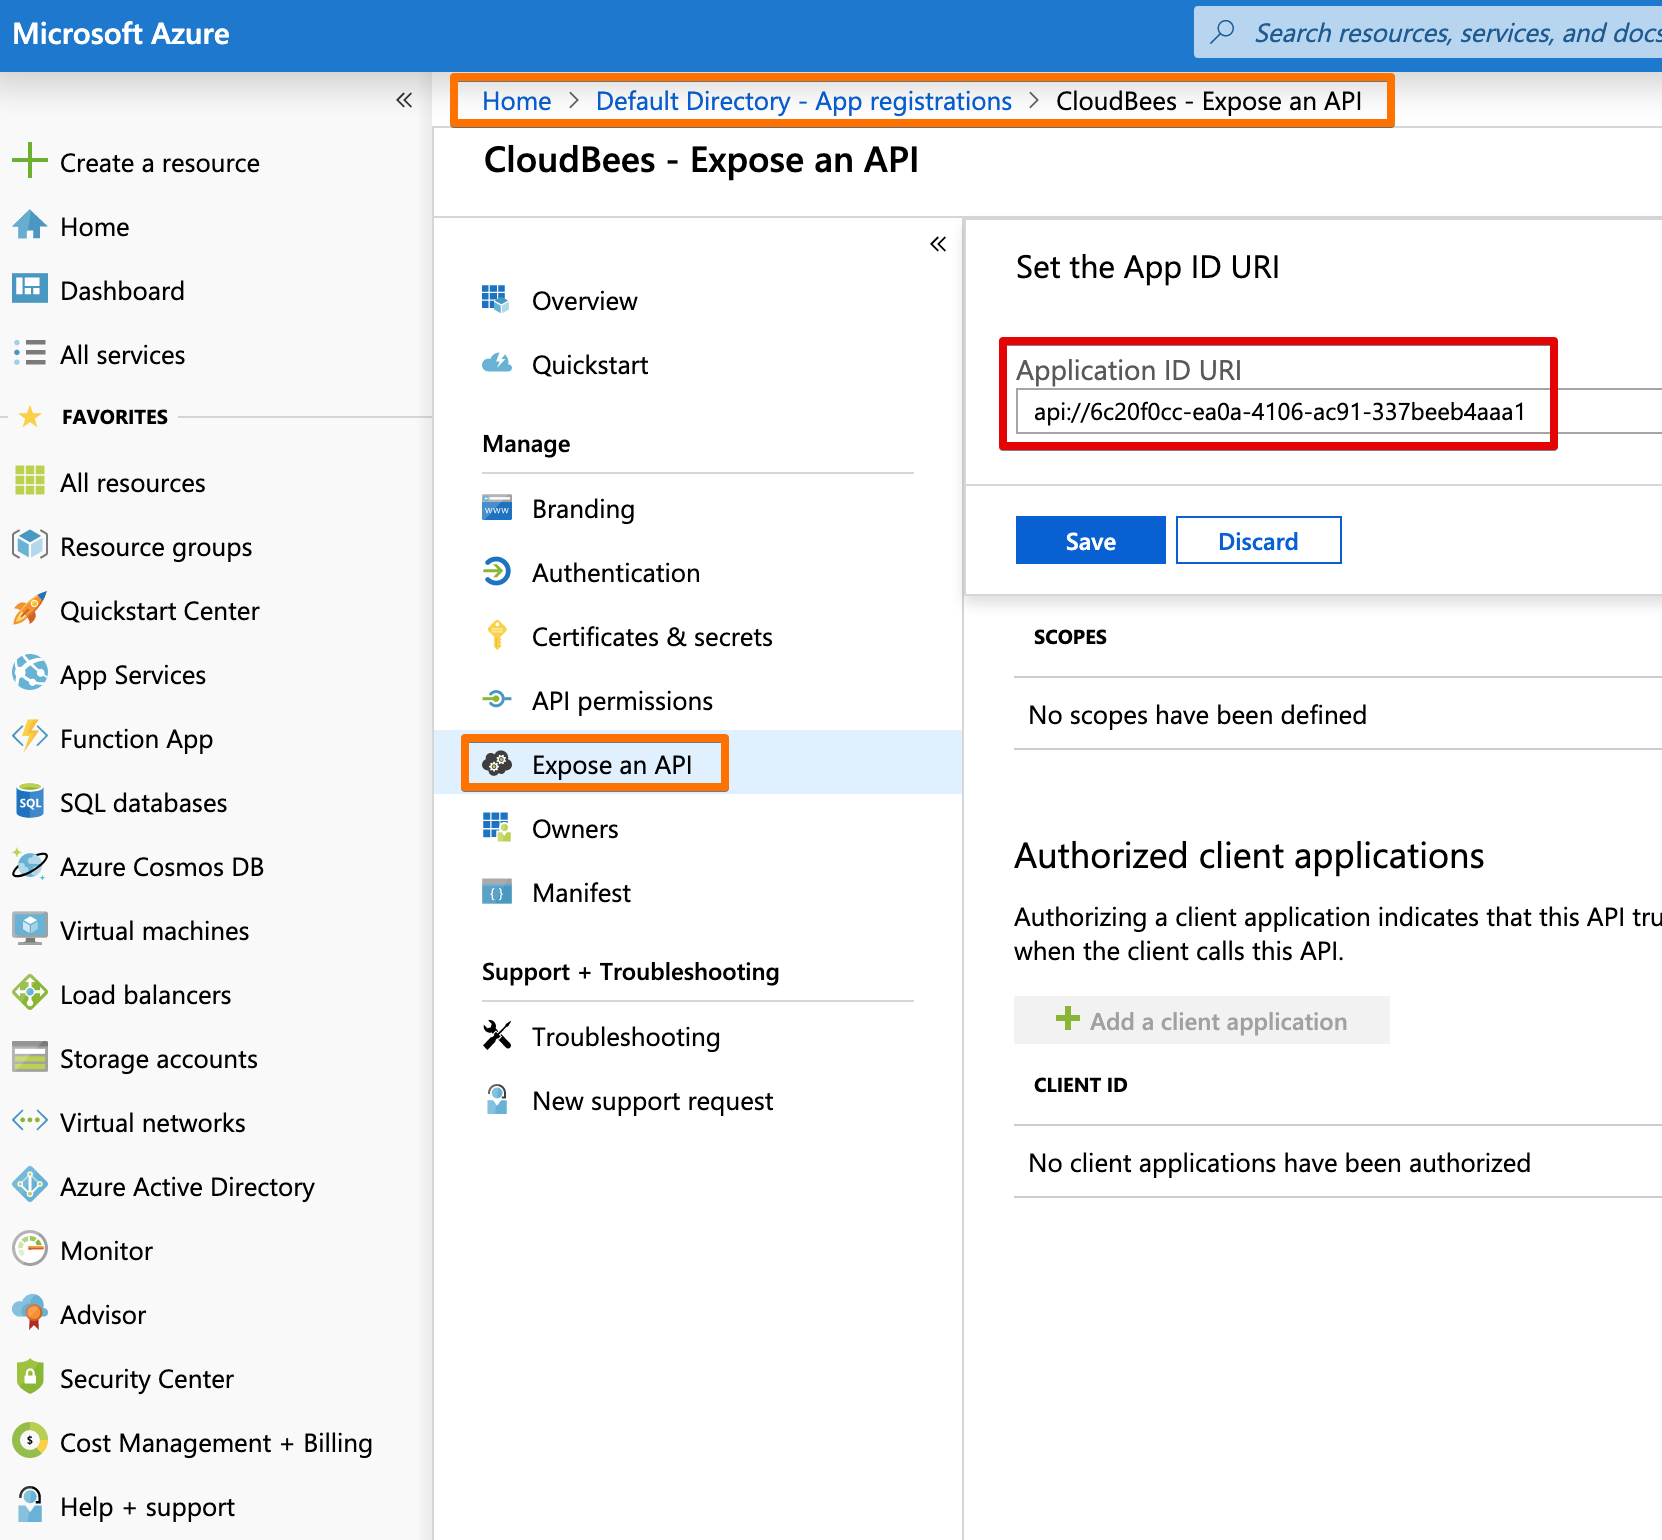 Microsoft Azure
Search resources, services, and docs
Home > Default Directory - App registrations > CloudBees - Expose an API
CloudBees - Expose an API
Create a resource
Home
Dashboard
All services
FAVORITES
All resources
Resource groups
Quickstart Center
App Services
Function App
SQL
SQL databases
Azure Cosmos DB
Virtual machines
Load balancers
Storage accounts
Virtual networks
Azure Active Directory
Monitor
Advisor
Security Center
Cost Management + Billing
Help + support
Overview
Quickstart
Manage
www
Branding
Authentication
Certificates & secrets
API permissions
Expose an API
Owners
Manifest
Support + Troubleshooting
Troubleshooting
New support request
Set the App ID URI
Application ID URI
api://6c20f0cc-ea0a-4106-ac91-337beeb4aaa1
Save
Discard
SCOPES
No scopes have been defined
Authorized client applications
Authorizing a client application indicates that this API tru
when the client calls this API.
Add a client application
CLIENT ID
No client applications have been authorized